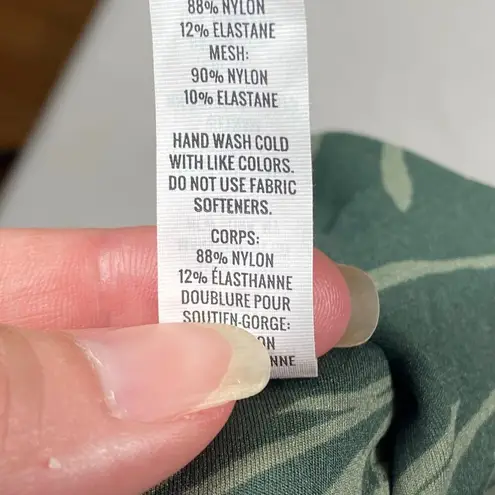 88% NYLON
12% ELASTANE
MESH:
90% NYLON
10% ELASTANE
HAND WASH COLD
WITH LIKE COLORS.
DO NOT USE FABRIC
SOFTENERS.
CORPS:
88% NYLON
12% ÉLASTHANNE
DOUBLURE POUR
SOUTIEN-GORGE: